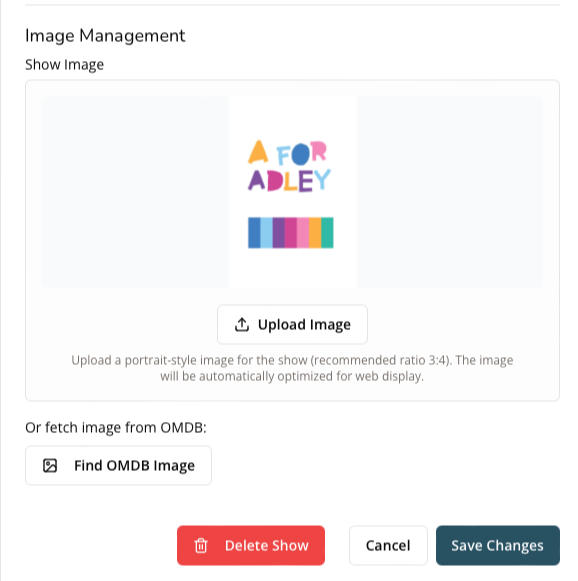 Image Management
Show Image
A FOR
ADLEY
Upload Image
Upload a portrait-style image for the show (recommended ratio 3:4). The image
will be automatically optimized for web display.
Or fetch image from OMDB:
Find OMDB Image
Delete Show
Cancel
Save Changes